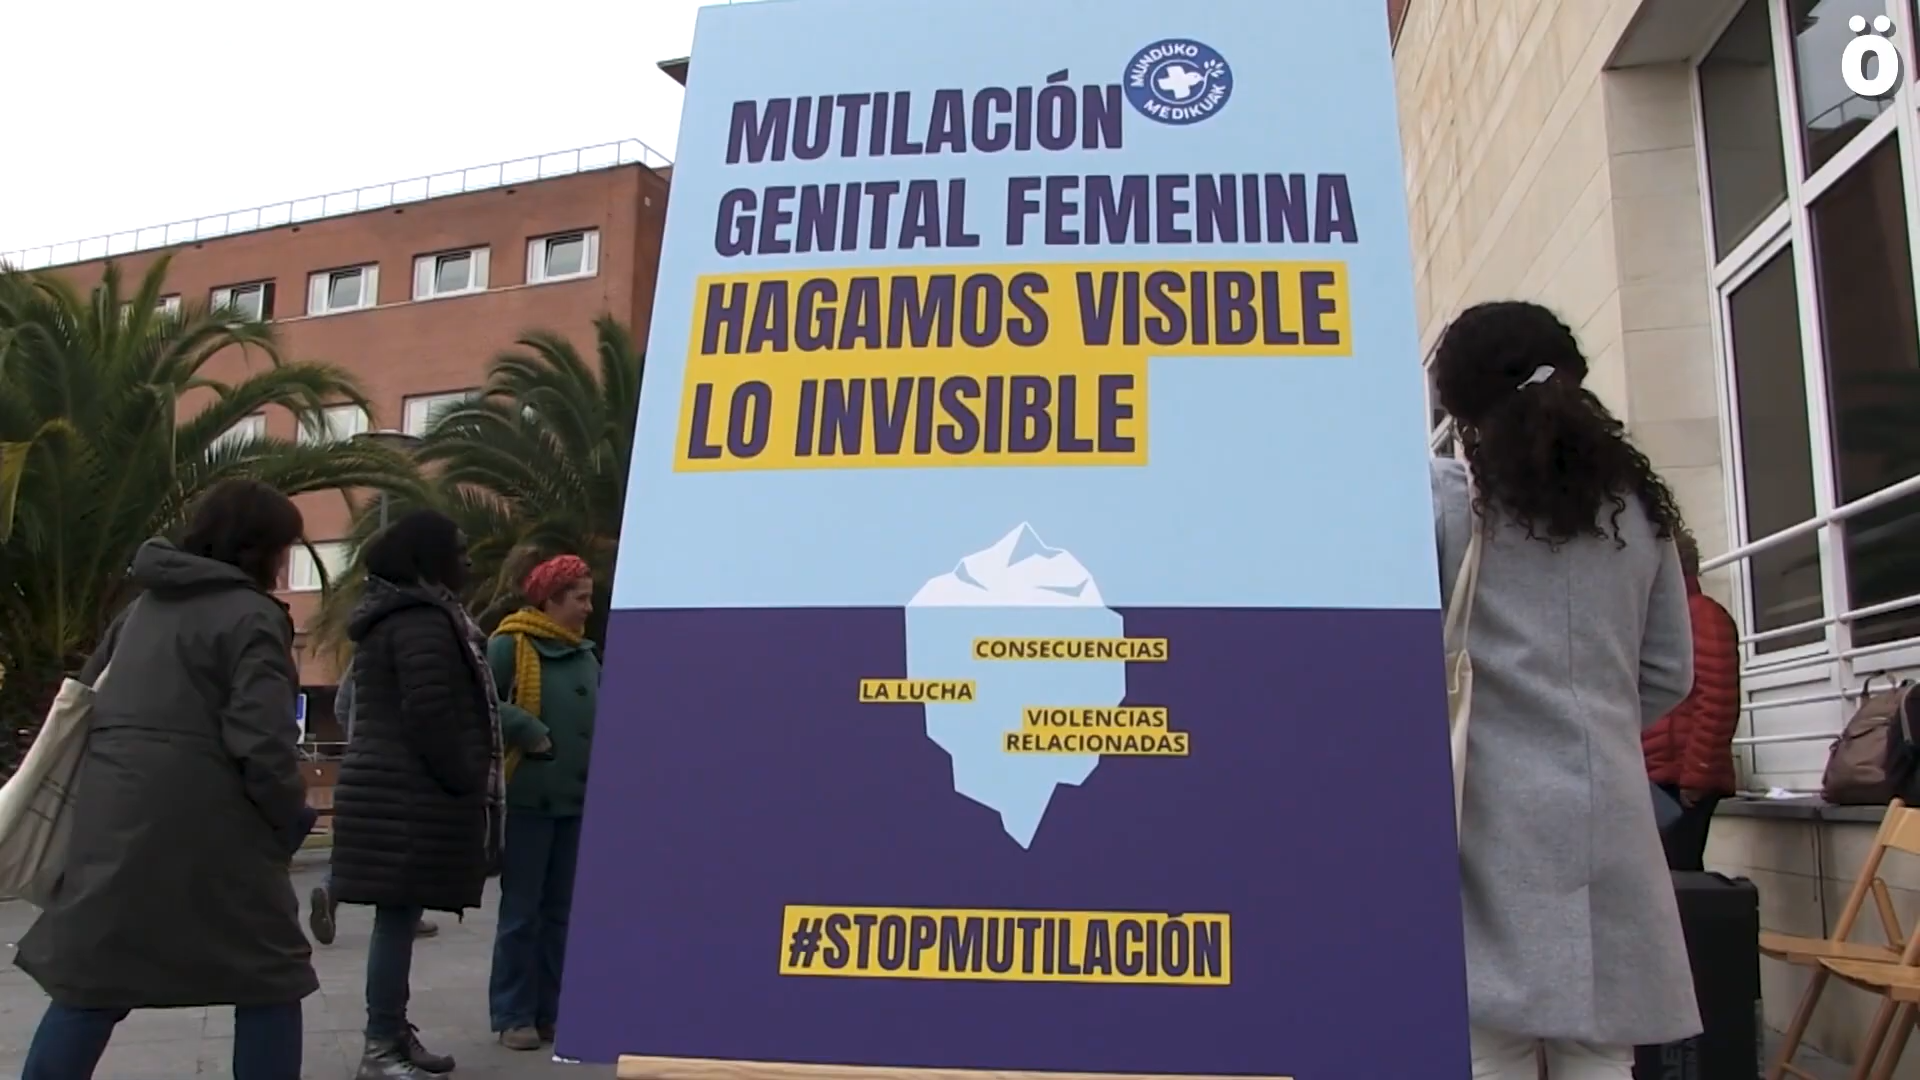 MUTILACIÓN
GENITAL FEMENINA
HAGAMOS VISIBLE
LO INVISIBLE
MUNDUKO
MEDIKUAK
CONSECUENCIAS
LA LUCHA
VIOLENCIAS
RELACIONADAS
#STOPMUTILACIÓN
ö